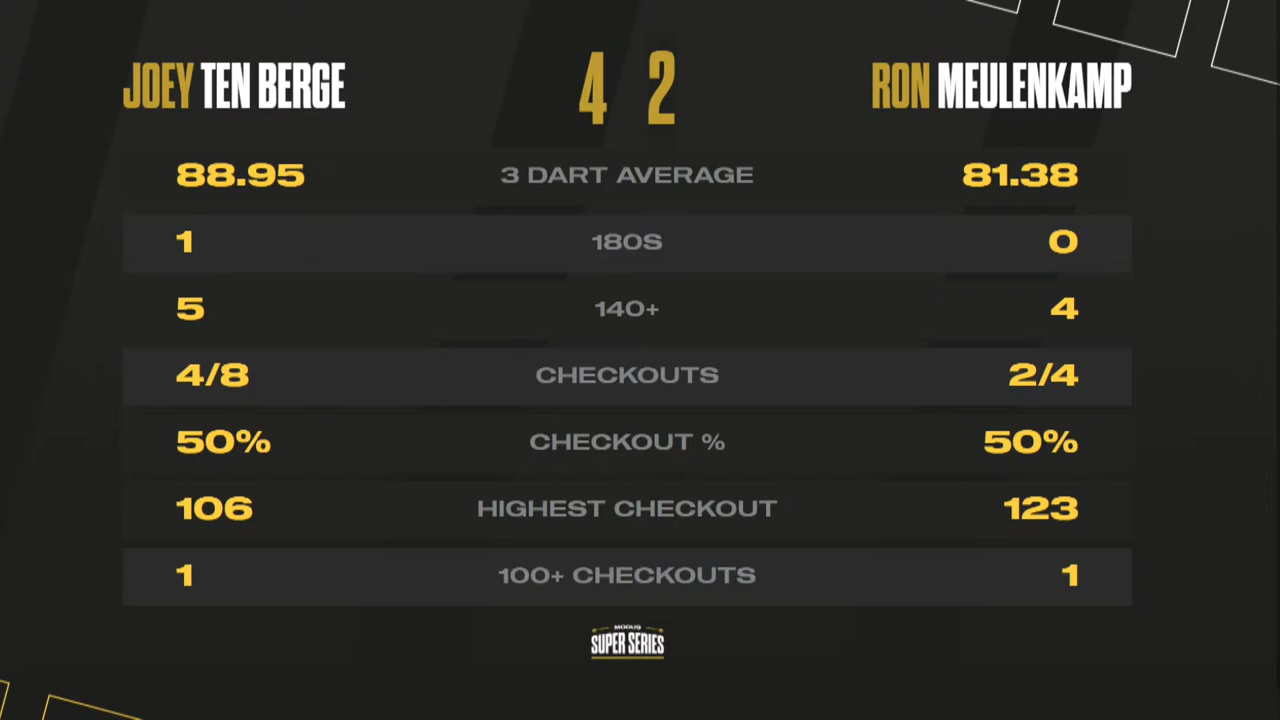 JOEY TEN BERGE 4 2 RON MEULENKAMP
88.95 3 DART AVERAGE 81.38
1 180S 0
5 140+ 4
4/8 CHECKOUTS 2/4
50% CHECKOUT % 50%
106 HIGHEST CHECKOUT 123
1 100+ CHECKOUTS 1
MODUS
SUPER SERIES